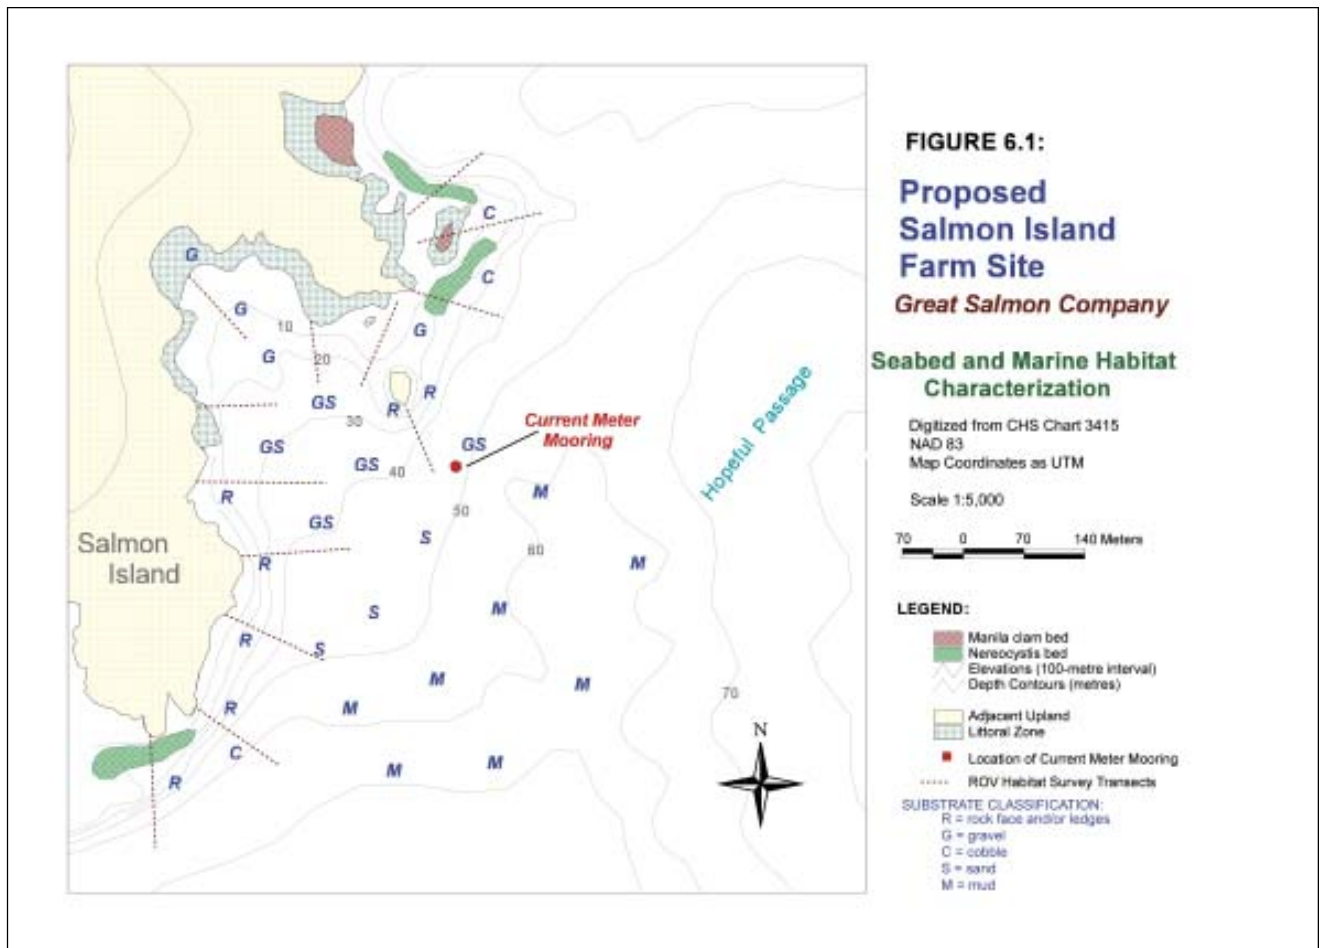 FIGURE 6.1:
Proposed
Salmon Island
Farm Site
Great Salmon Company
Seabed and Marine Habitat
Characterization
Digitized from CHS Chart 3415
NAD 83
Map Coordinates as UTM
Scale 1:5,000
70 0 70 140 Meters
LEGEND:
Manila clam bed
Nereocystis bed
Elevations (100-metre interval)
Depth Contours (metres)
Adjacent Upland
Littoral Zone
Location of Current Meter Mooring
ROV Habitat Survey Transects
SUBSTRATE CLASSIFICATION:
R = rock face and/or ledges
G = gravel
C = cobble
S = sand
M = mud
C
G
C
G
10
G
G
20
R
GS
R
30
Current Meter
Mooring
GS
GS
GS
40
Hopeful Passage
M
R
50
GS
S
60
Salmon
Island
R
M
S
M
R
S
M
M
70
R
M
N
C
M
M
R